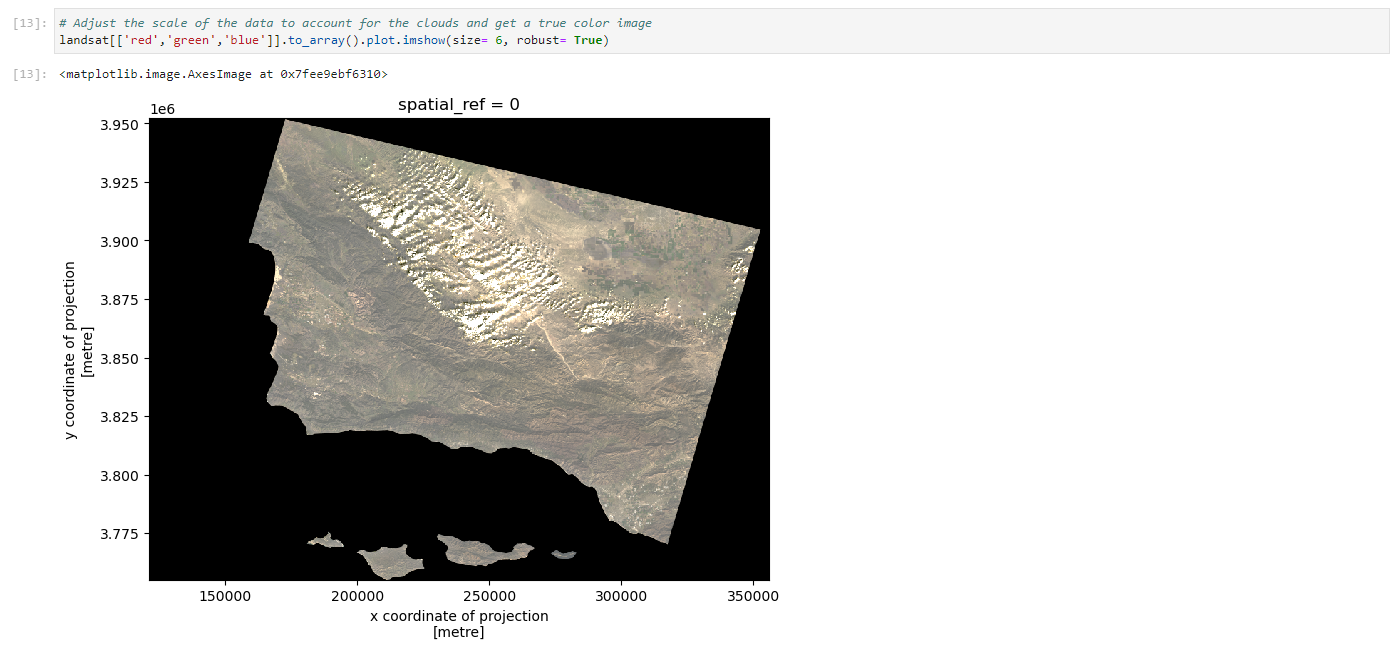 [13]: # Adjust the scale of the data to account for the clouds and get a true color image
landsat[['red','green','blue']].to_array().plot.imshow(size= 6, robust= True)
[13]: <matplotlib.image.AxesImage at 0x7fee9ebf6310>
spatial_ref = 0
1e6
3.950
3.925
3.900
3.875
3.850
3.825
3.800
3.775
y coordinate of projection
[metre]
150000 200000 250000 300000 350000
x coordinate of projection
[metre]